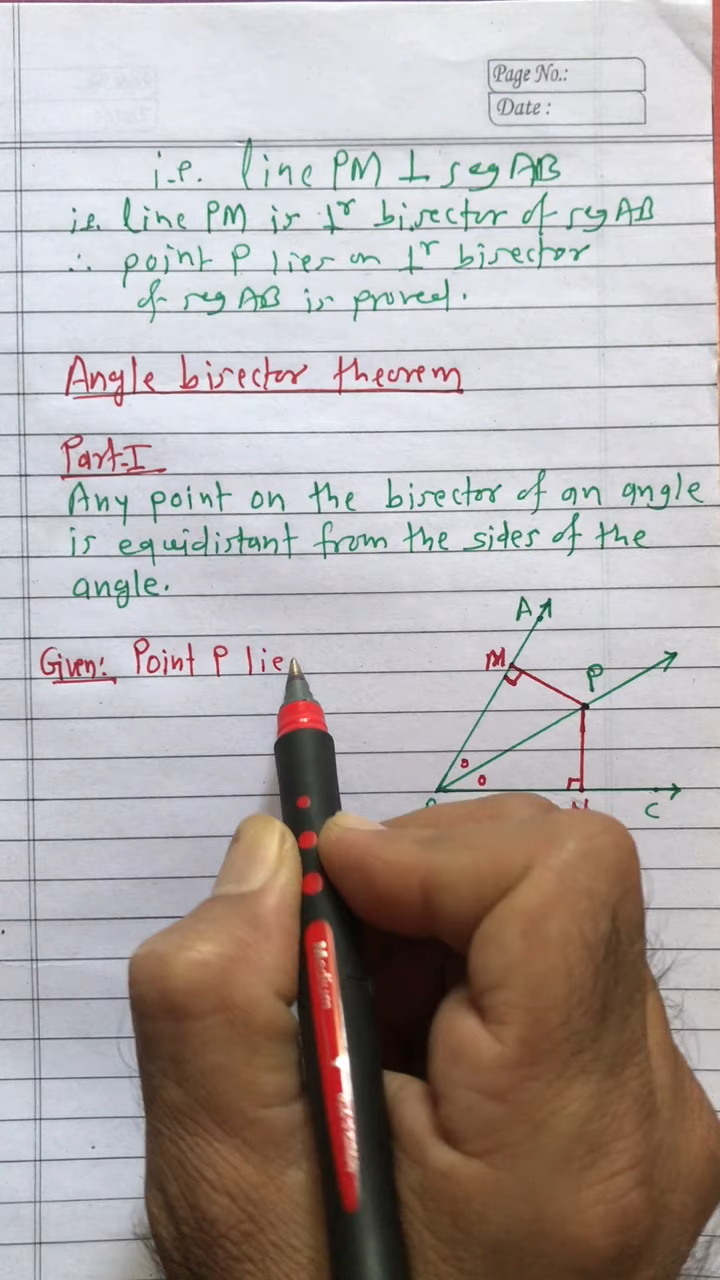 Page No.:
Date :
i.e. line PM ⊥ seg AB
i.e. line PM is ⊥r bisector of seg AB
∴ point P lies on ⊥r bisector
of seg AB is proved.
Angle bisector theorem
Part-I
Any point on the bisector of an angle
is equidistant from the sides of the
angle.
A
Given: Point P lie
M
P
N
C
Medium